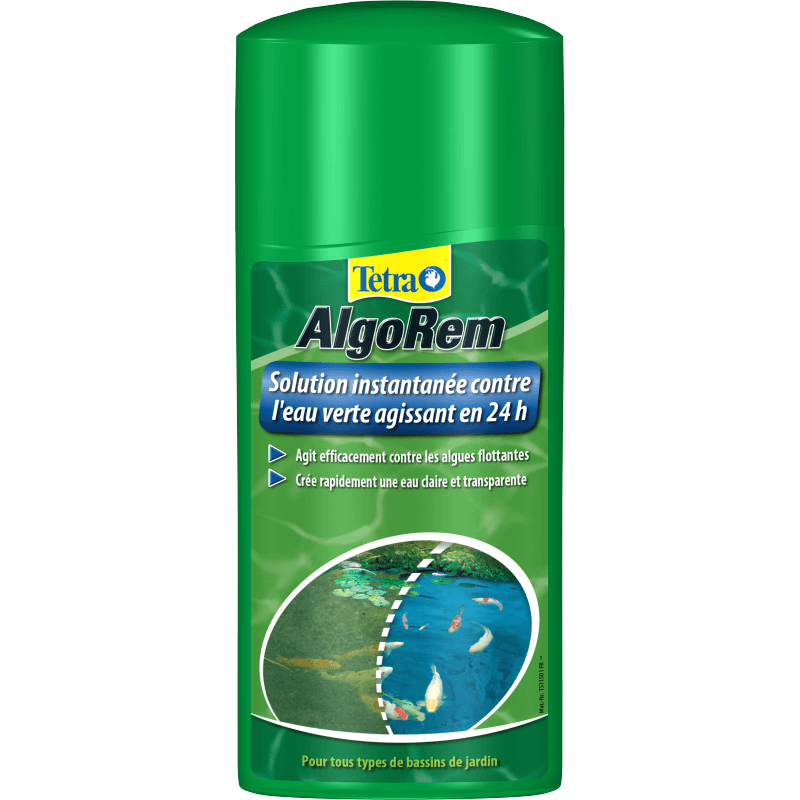 Tetra
AlgoRem
Solution instantanée contre
l'eau verte agissant en 24 h
Agit efficacement contre les algues flottantes
Crée rapidement une eau claire et transparente
Pour tous types de bassins de jardin